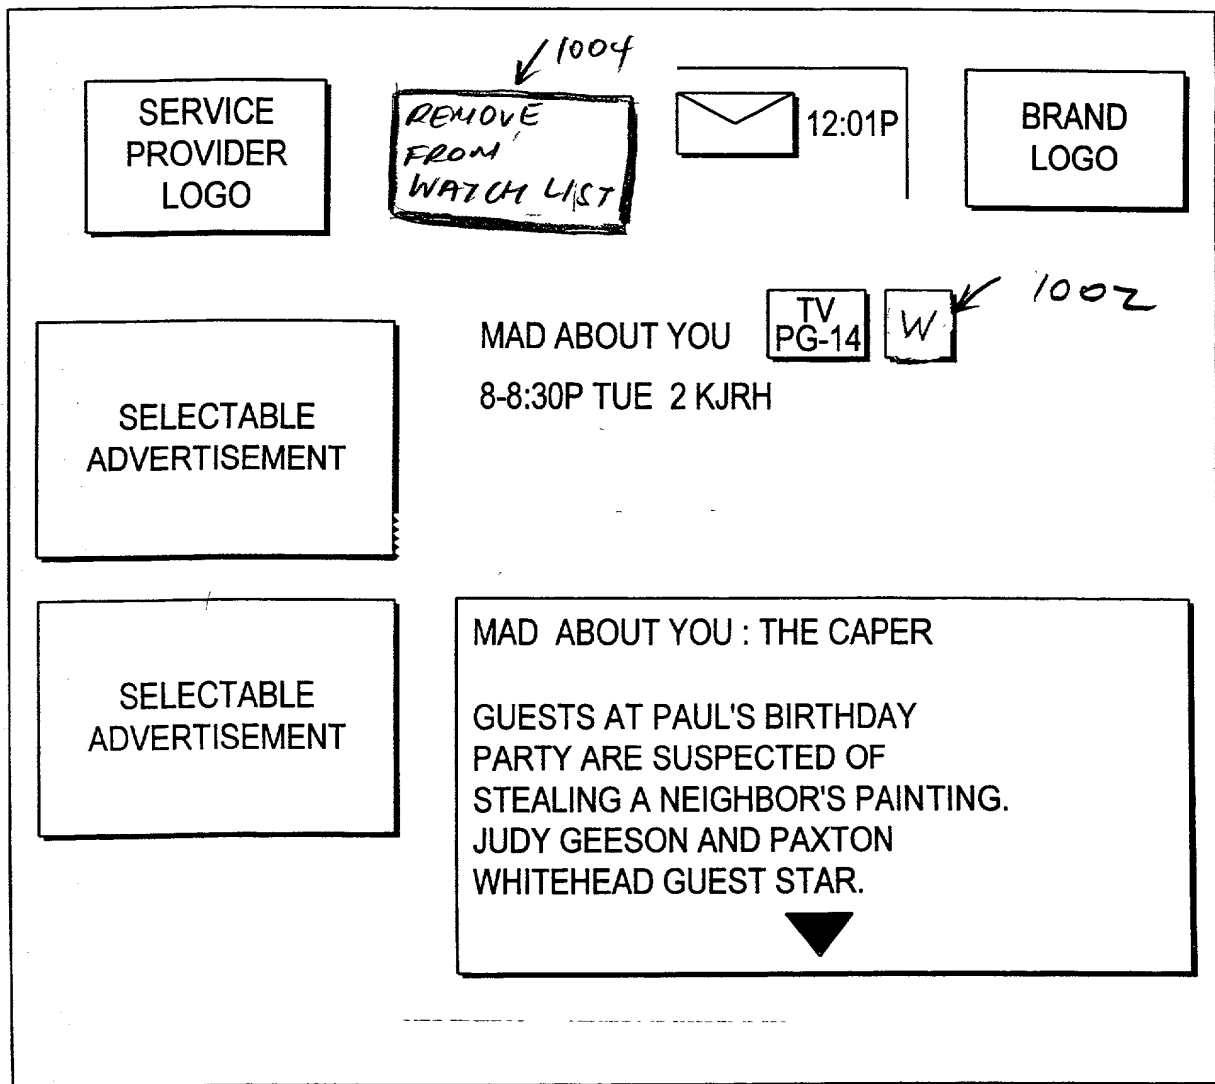 1004
SERVICE
PROVIDER
LOGO
REMOVE
FROM
WATCH LIST
12:01P
BRAND
LOGO
1002
MAD ABOUT YOU
TV
PG-14
W
8-8:30P TUE 2 KJRH
SELECTABLE
ADVERTISEMENT
SELECTABLE
ADVERTISEMENT
MAD ABOUT YOU : THE CAPER
GUESTS AT PAUL'S BIRTHDAY
PARTY ARE SUSPECTED OF
STEALING A NEIGHBOR'S PAINTING.
JUDY GEESON AND PAXTON
WHITEHEAD GUEST STAR.